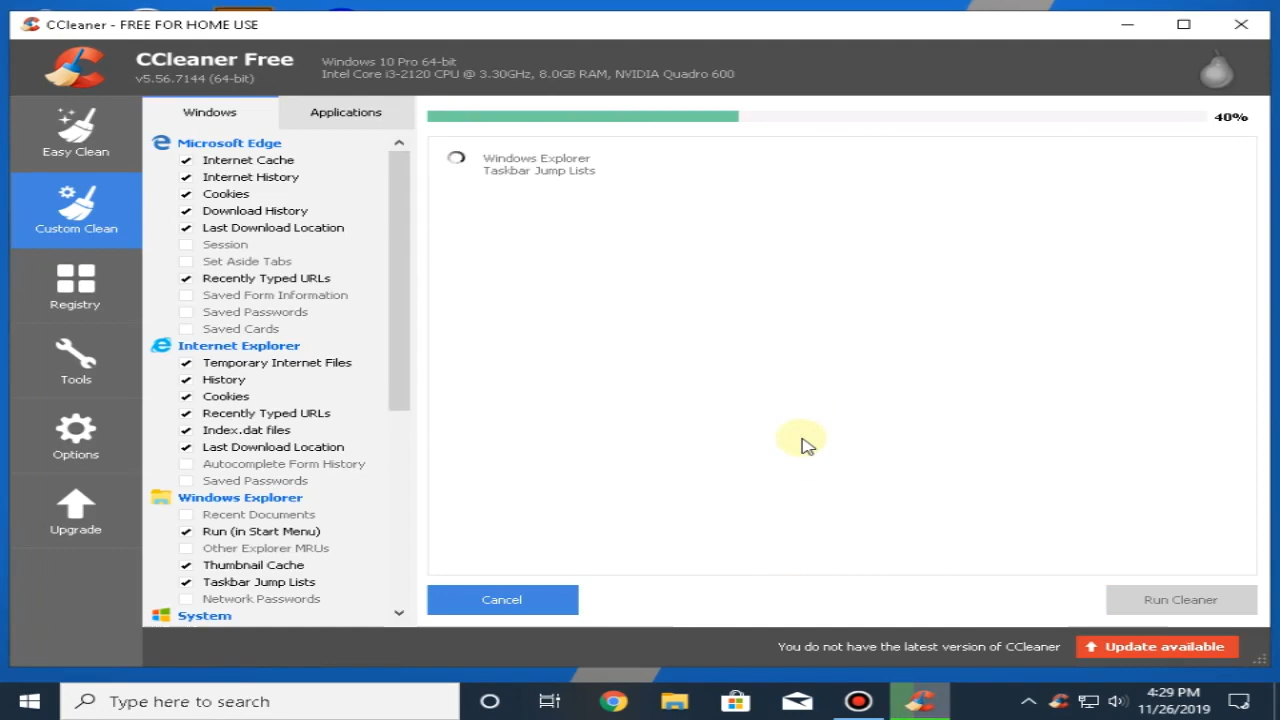 CCleaner - FREE FOR HOME USE
CCleaner Free
v5.56.7144 (64-bit)
Windows 10 Pro 64-bit
Intel Core i3-2120 CPU @ 3.30GHz, 8.0GB RAM, NVIDIA Quadro 600
Easy Clean
Custom Clean
Registry
Tools
Options
Upgrade
Windows
Applications
Microsoft Edge
Internet Cache
Internet History
Cookies
Download History
Last Download Location
Session
Set Aside Tabs
Recently Typed URLs
Saved Form Information
Saved Passwords
Saved Cards
Internet Explorer
Temporary Internet Files
History
Cookies
Recently Typed URLs
Index.dat files
Last Download Location
Autocomplete Form History
Saved Passwords
Windows Explorer
Recent Documents
Run (in Start Menu)
Other Explorer MRUs
Thumbnail Cache
Taskbar Jump Lists
Network Passwords
System
40%
Windows Explorer
Taskbar Jump Lists
Cancel
Run Cleaner
You do not have the latest version of CCleaner
Update available
Type here to search
4:29 PM
11/26/2019